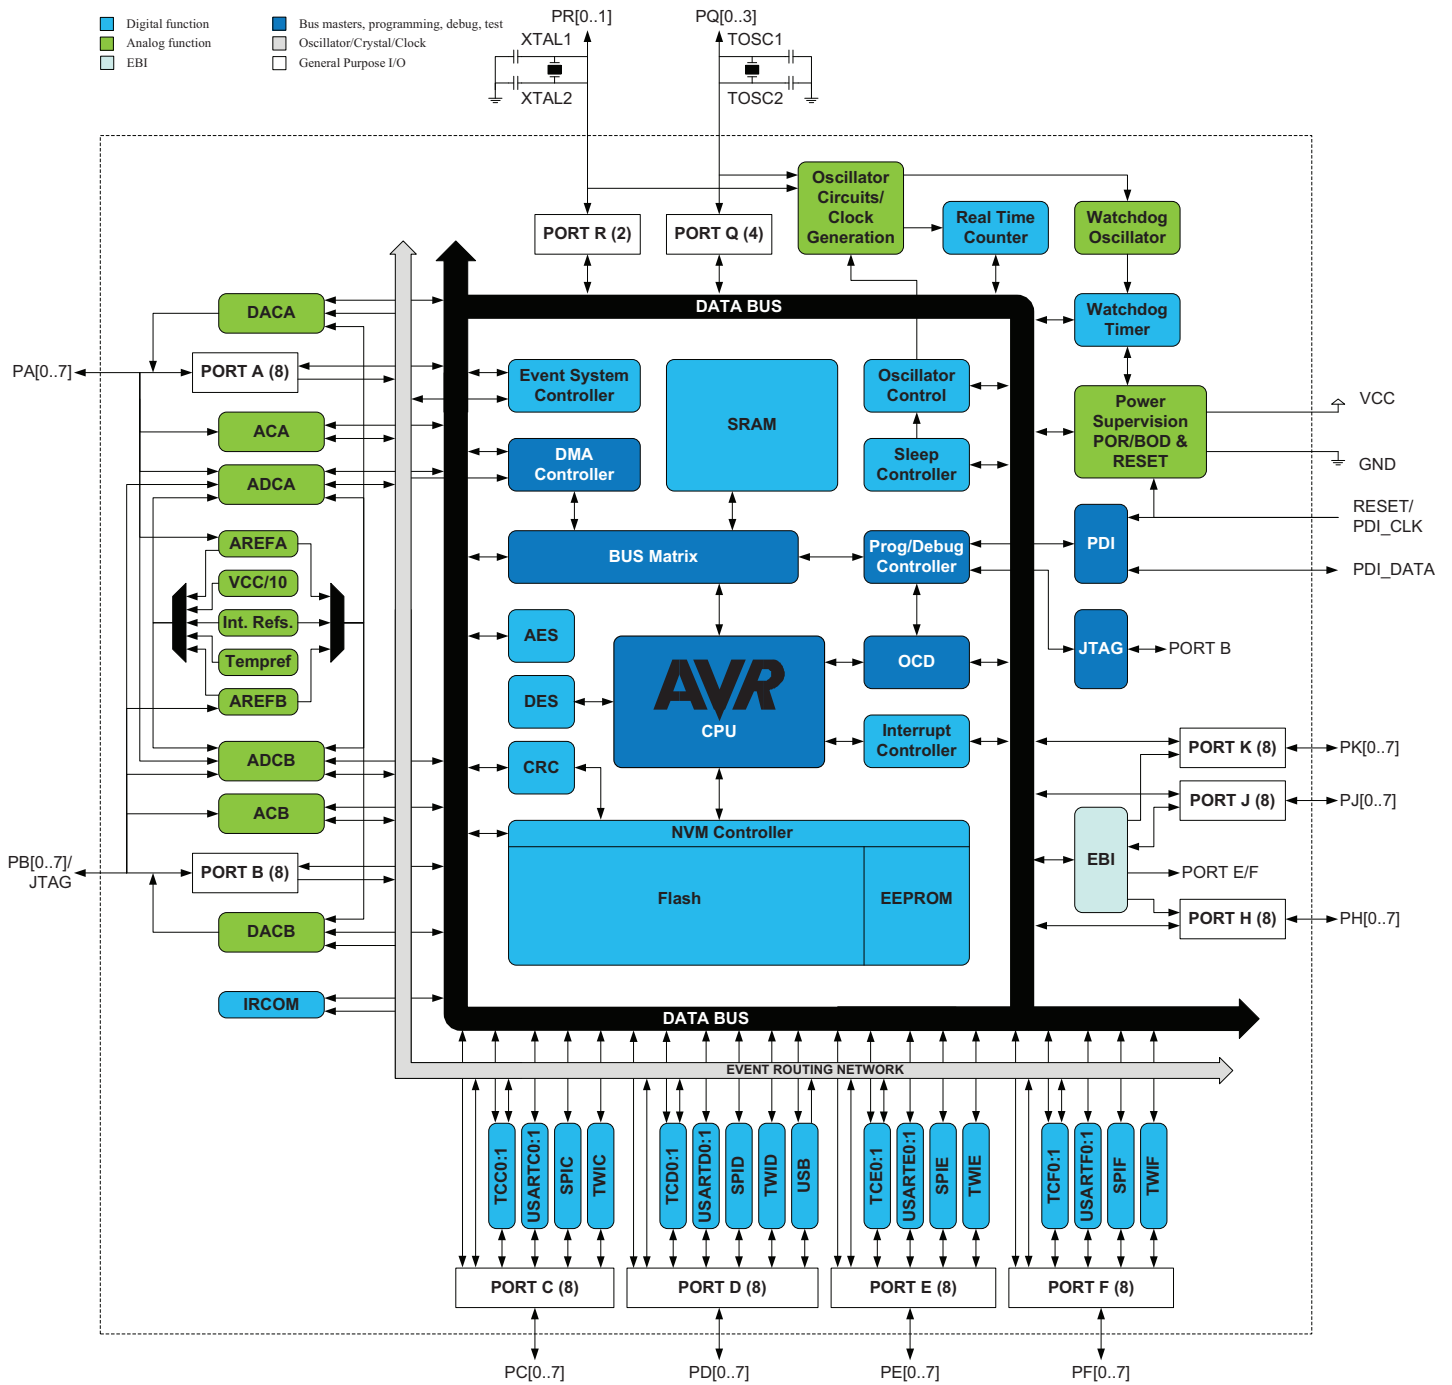 Digital function
Analog function
EBI
Bus masters, programming, debug, test
Oscillator/Crystal/Clock
General Purpose I/O
PR[0..1]
XTAL1
XTAL2
PQ[0..3]
TOSC1
TOSC2
PORT R (2)
PORT Q (4)
Oscillator
Circuits/
Clock
Generation
Real Time
Counter
Watchdog
Oscillator
DATA BUS
Watchdog
Timer
DACA
PA[0..7]
PORT A (8)
Event System
Controller
SRAM
Oscillator
Control
Power
Supervision
POR/BOD &
RESET
VCC
GND
ACA
DMA
Controller
Sleep
Controller
ADCA
RESET/
PDI_CLK
AREFA
BUS Matrix
Prog/Debug
Controller
PDI
PDI_DATA
VCC/10
Int. Refs.
Tempref
AREFB
AES
DES
CRC
AVR
CPU
OCD
JTAG
PORT B
Interrupt
Controller
ADCB
PORT K (8)
PK[0..7]
ACB
PORT J (8)
PJ[0..7]
NVM Controller
Flash
EEPROM
EBI
PORT E/F
PB[0..7]/
JTAG
PORT B (8)
DACB
PORT H (8)
PH[0..7]
IRCOM
DATA BUS
EVENT ROUTING NETWORK
TCC0:1
USARTC0:1
SPIC
TWIC
TCD0:1
USARTD0:1
SPID
TWID
USB
TCE0:1
USARTE0:1
SPIE
TWIE
TCF0:1
USARTF0:1
SPIF
TWIF
PORT C (8)
PORT D (8)
PORT E (8)
PORT F (8)
PC[0..7]
PD[0..7]
PE[0..7]
PF[0..7]